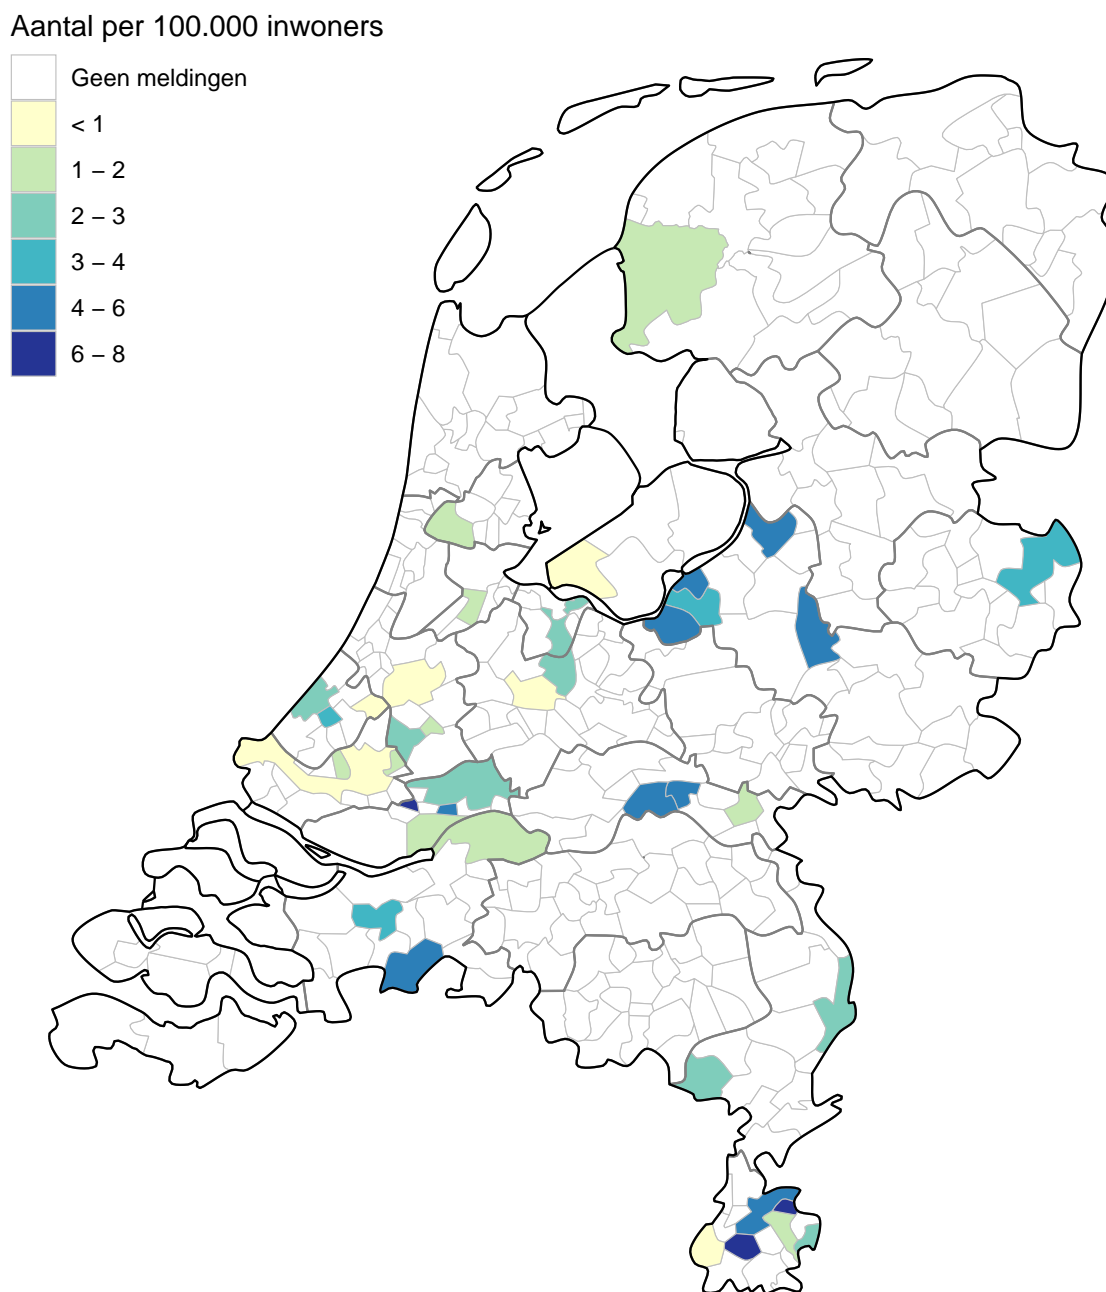 Aantal per 100.000 inwoners
Geen meldingen
< 1
1 – 2
2 – 3
3 – 4
4 – 6
6 – 8